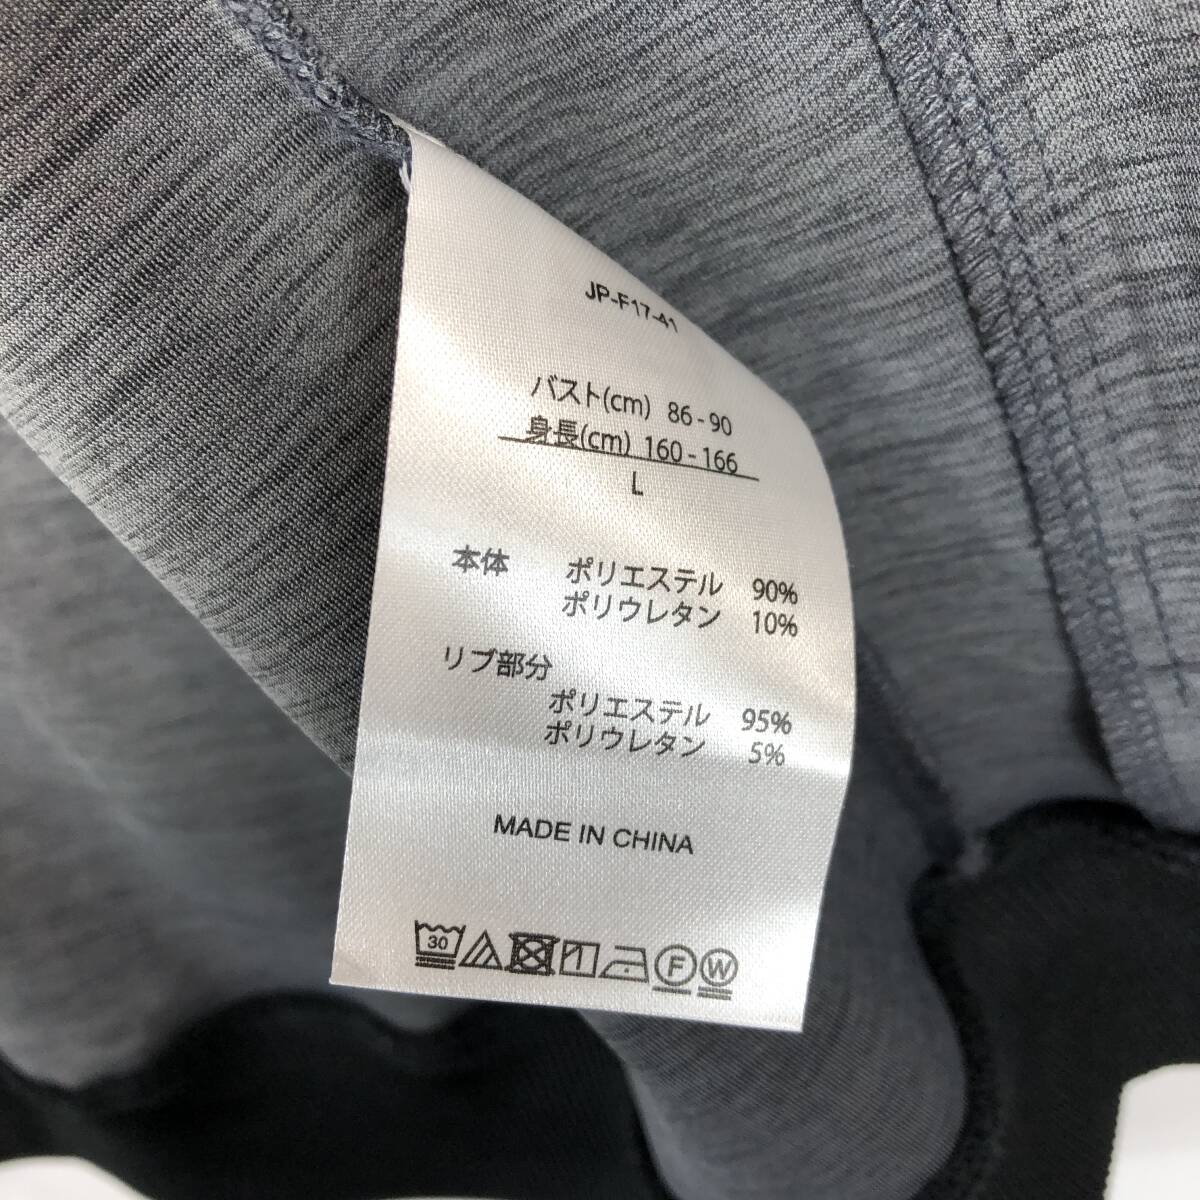 JP-F17-41
バスト(cm) 86-90
身長(cm) 160-166
L
本体 ポリエステル 90%
ポリウレタン 10%
リブ部分
ポリエステル 95%
ポリウレタン 5%
MADE IN CHINA
30 F W